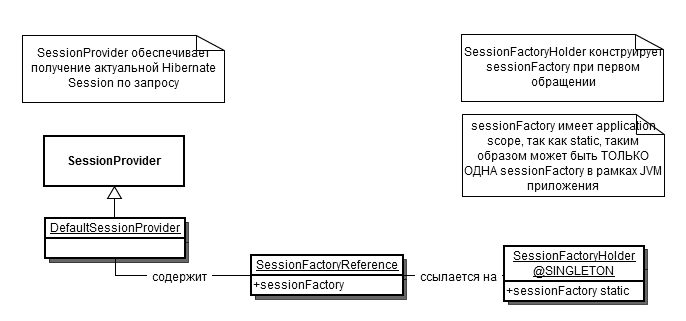 SessionProvider обеспечивает
получение актуальной Hibernate
Session по запросу
SessionFactoryHolder конструирует
sessionFactory при первом
обращении
sessionFactory имеет application
scope, так как static, таким
образом может быть ТОЛЬКО
ОДНА sessionFactory в рамках JVM
приложения
SessionProvider
DefaultSessionProvider
содержит
SessionFactoryReference
+sessionFactory
ссылается на
SessionFactoryHolder
@SINGLETON
+sessionFactory static